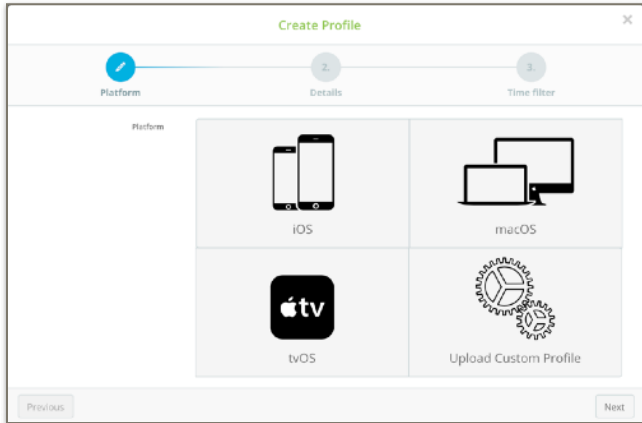 Create Profile
×
2.
3.
Platform
Details
Time filter
Platform
iOS
macOS
tv
tvOS
Upload Custom Profile
Previous
Next